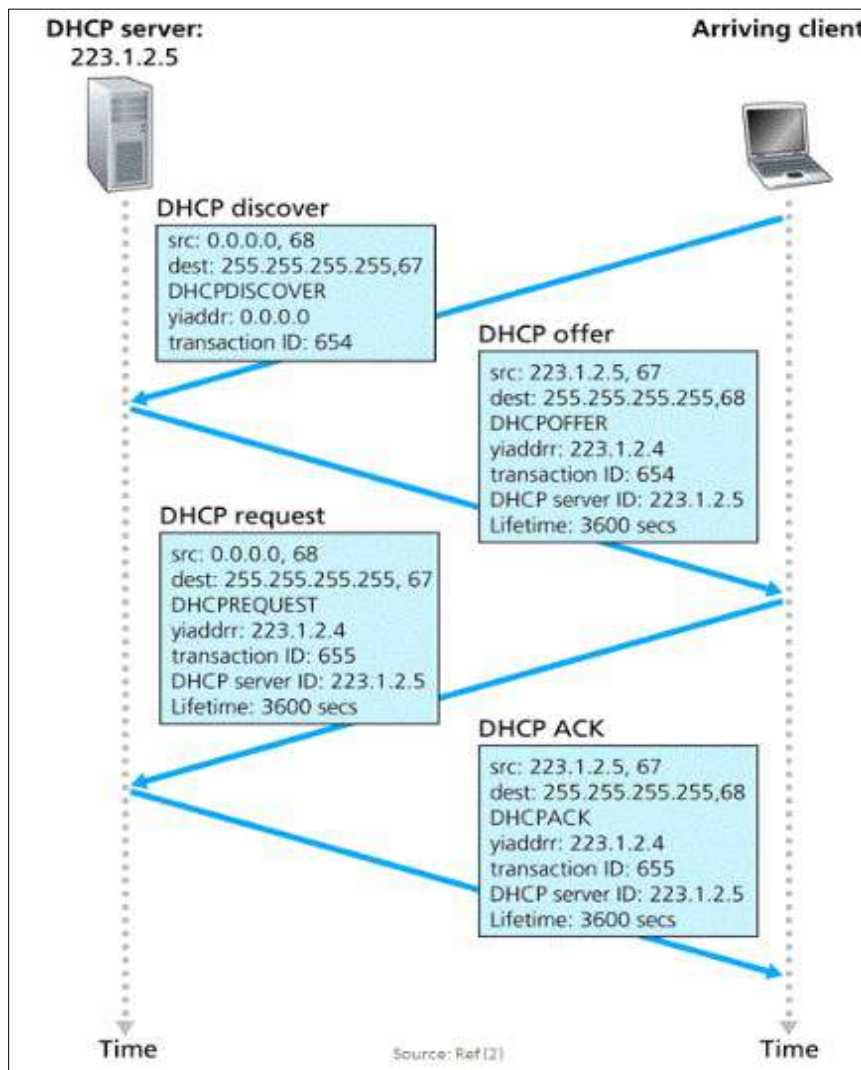 DHCP server:
223.1.2.5
Arriving client
DHCP discover
src: 0.0.0.0, 68
dest: 255.255.255.255,67
DHCPDISCOVER
yiaddr: 0.0.0.0
transaction ID: 654
DHCP offer
src: 223.1.2.5, 67
dest: 255.255.255.255,68
DHCPOFFER
yiaddrr: 223.1.2.4
transaction ID: 654
DHCP server ID: 223.1.2.5
Lifetime: 3600 secs
DHCP request
src: 0.0.0.0, 68
dest: 255.255.255.255, 67
DHCPREQUEST
yiaddrr: 223.1.2.4
transaction ID: 655
DHCP server ID: 223.1.2.5
Lifetime: 3600 secs
DHCP ACK
src: 223.1.2.5, 67
dest: 255.255.255.255,68
DHCPACK
yiaddrr: 223.1.2.4
transaction ID: 655
DHCP server ID: 223.1.2.5
Lifetime: 3600 secs
Time
Source: Ref (2)
Time